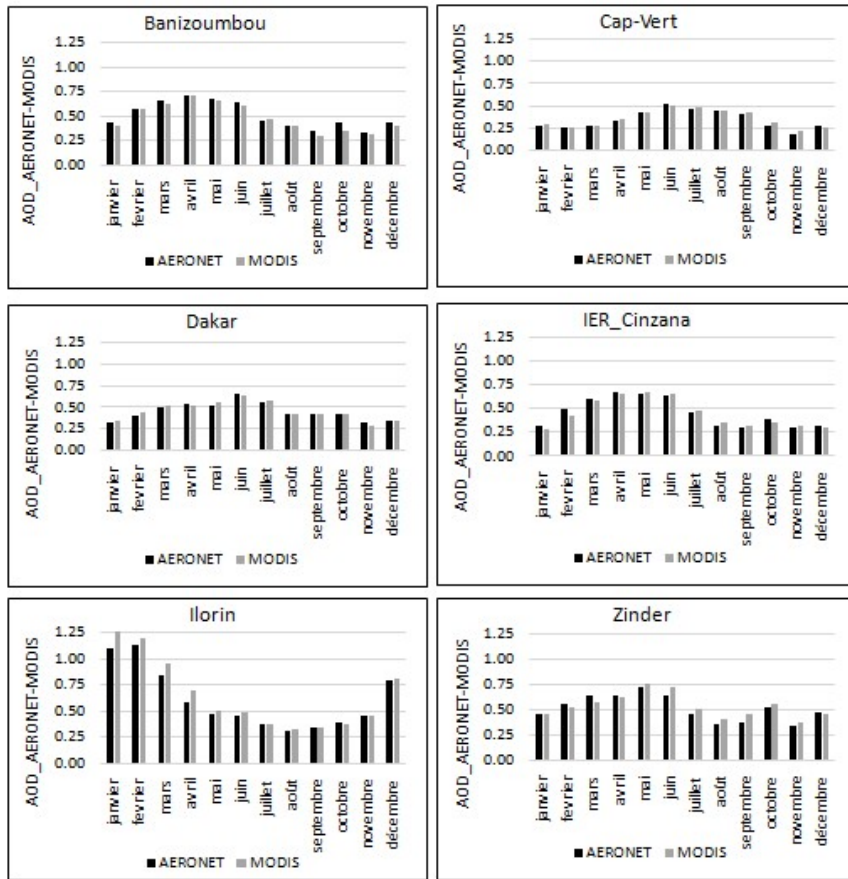 Banizoumbou
AOD_AERONET-MODIS
1.25
1.00
0.75
0.50
0.25
0.00
janvier
fevrier
mars
avril
mai
juin
juillet
août
septembre
octobre
novembre
décembre
AERONET MODIS
Cap-Vert
AOD_AERONET-MODIS
1.25
1.00
0.75
0.50
0.25
0.00
janvier
fevrier
mars
avril
mai
juin
juillet
août
septembre
octobre
novembre
décembre
AERONET MODIS
Dakar
AOD_AERONET-MODIS
1.25
1.00
0.75
0.50
0.25
0.00
janvier
fevrier
mars
avril
mai
juin
juillet
août
septembre
octobre
novembre
décembre
AERONET MODIS
IER_Cinzana
AOD_AERONET-MODIS
1.25
1.00
0.75
0.50
0.25
0.00
janvier
fevrier
mars
avril
mai
juin
juillet
août
septembre
octobre
novembre
décembre
AERONET MODIS
Ilorin
AOD_AERONET-MODIS
1.25
1.00
0.75
0.50
0.25
0.00
janvier
fevrier
mars
avril
mai
juin
juillet
août
septembre
octobre
novembre
décembre
AERONET MODIS
Zinder
AOD_AERONET-MODIS
1.25
1.00
0.75
0.50
0.25
0.00
janvier
fevrier
mars
avril
mai
juin
juillet
août
septembre
octobre
novembre
décembre
AERONET MODIS